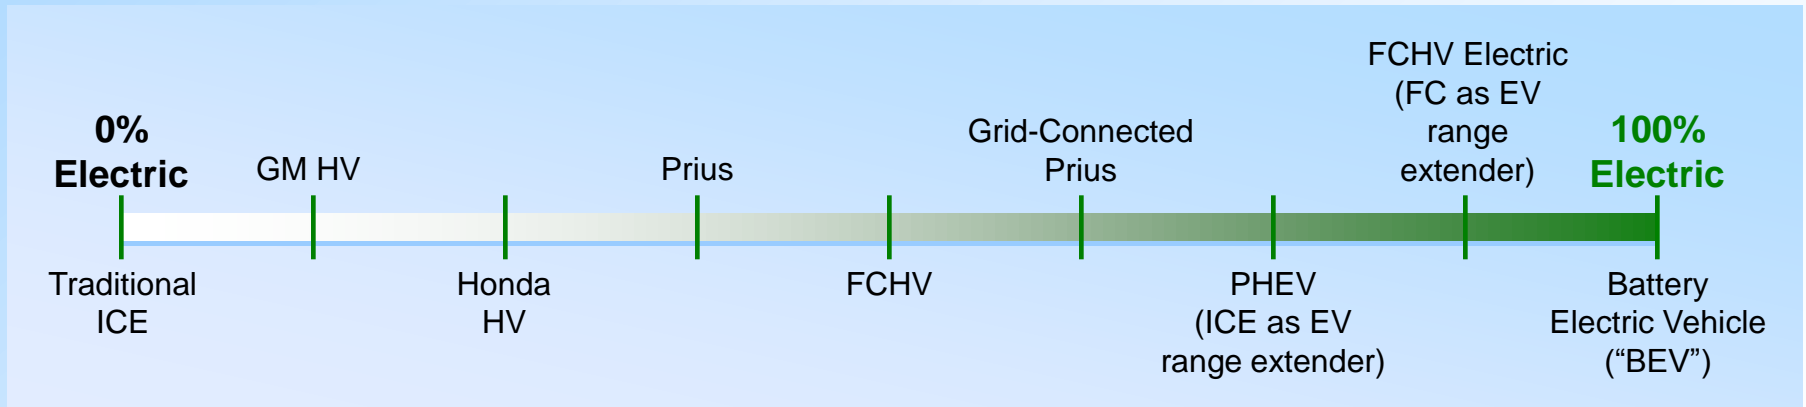 0%
Electric
GM HV
Prius
Grid-Connected
Prius
FCHV Electric
(FC as EV
range
extender)
100%
Electric
Traditional
ICE
Honda
HV
FCHV
PHEV
(ICE as EV
range extender)
Battery
Electric Vehicle
(“BEV”)